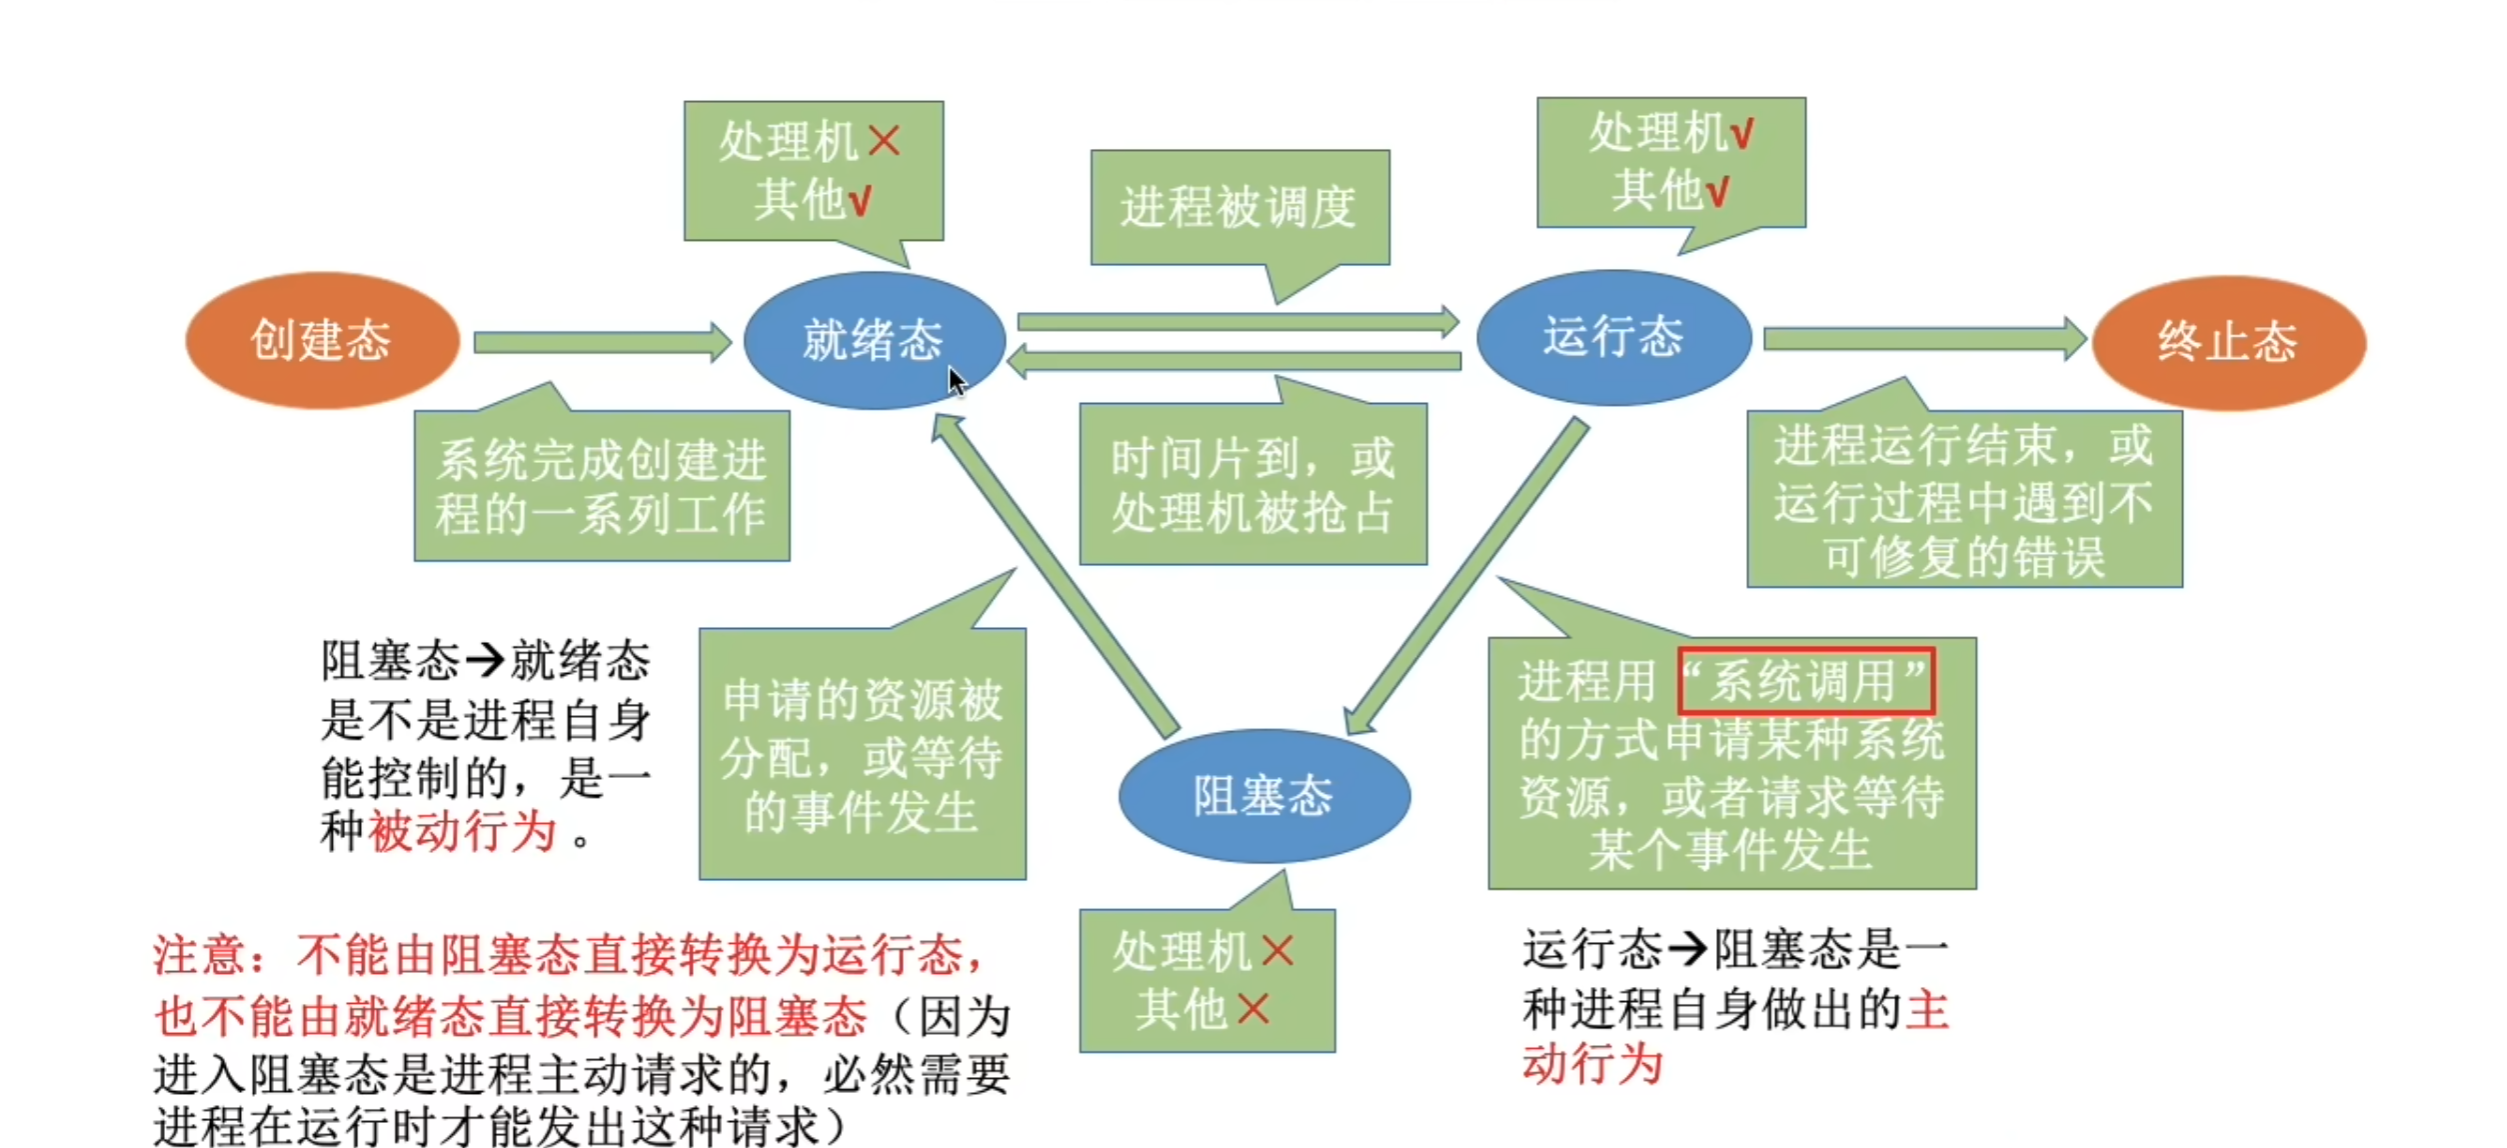 处理机×
其他√
进程被调度
处理机√
其他√
创建态
就绪态
运行态
终止态
系统完成创建进
程的一系列工作
时间片到，或
处理机被抢占
进程运行结束，或
运行过程中遇到不
可修复的错误
阻塞态→就绪态
是不是进程自身
能控制的，是一
种被动行为。
申请的资源被
分配，或等待
的事件发生
阻塞态
进程用“系统调用”
的方式申请某种系统
资源，或者请求等待
某个事件发生
处理机×
其他×
运行态→阻塞态是一
种进程自身做出的主
动行为
注意：不能由阻塞态直接转换为运行态，
也不能由就绪态直接转换为阻塞态（因为
进入阻塞态是进程主动请求的，必然需要
进程在运行时才能发出这种请求）